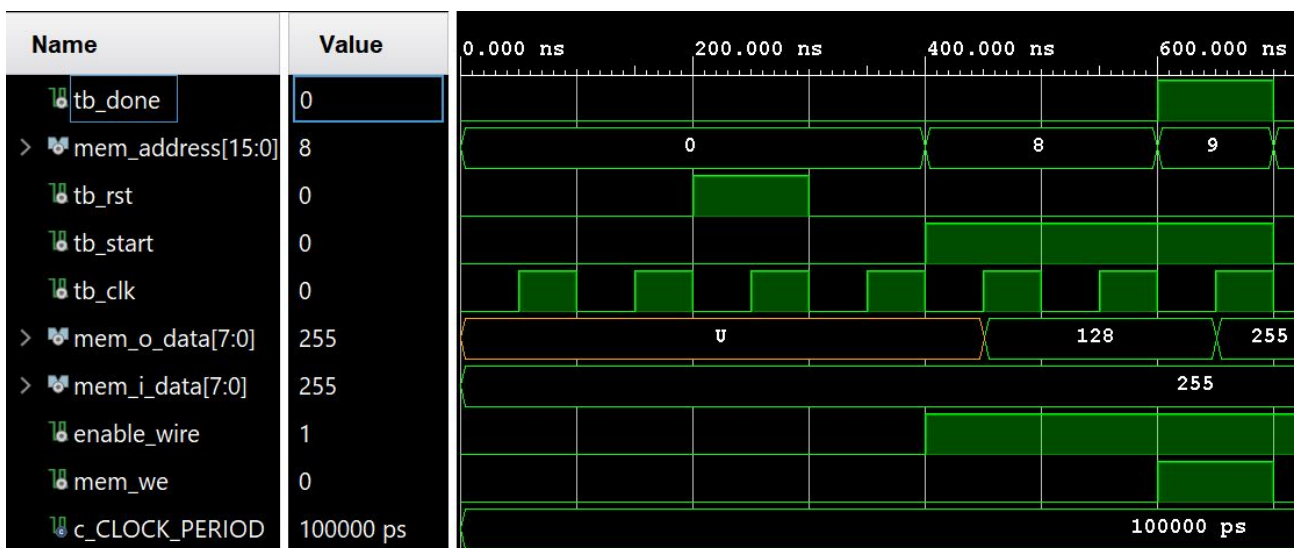 Name Value 0.000 ns 200.000 ns 400.000 ns 600.000 ns
tb_done 0
> mem_address[15:0] 8 0 8 9
tb_rst 0
tb_start 0
tb_clk 0
> mem_o_data[7:0] 255 U 128 255
> mem_i_data[7:0] 255 255
enable_wire 1
mem_we 0
c_CLOCK_PERIOD 100000 ps 100000 ps